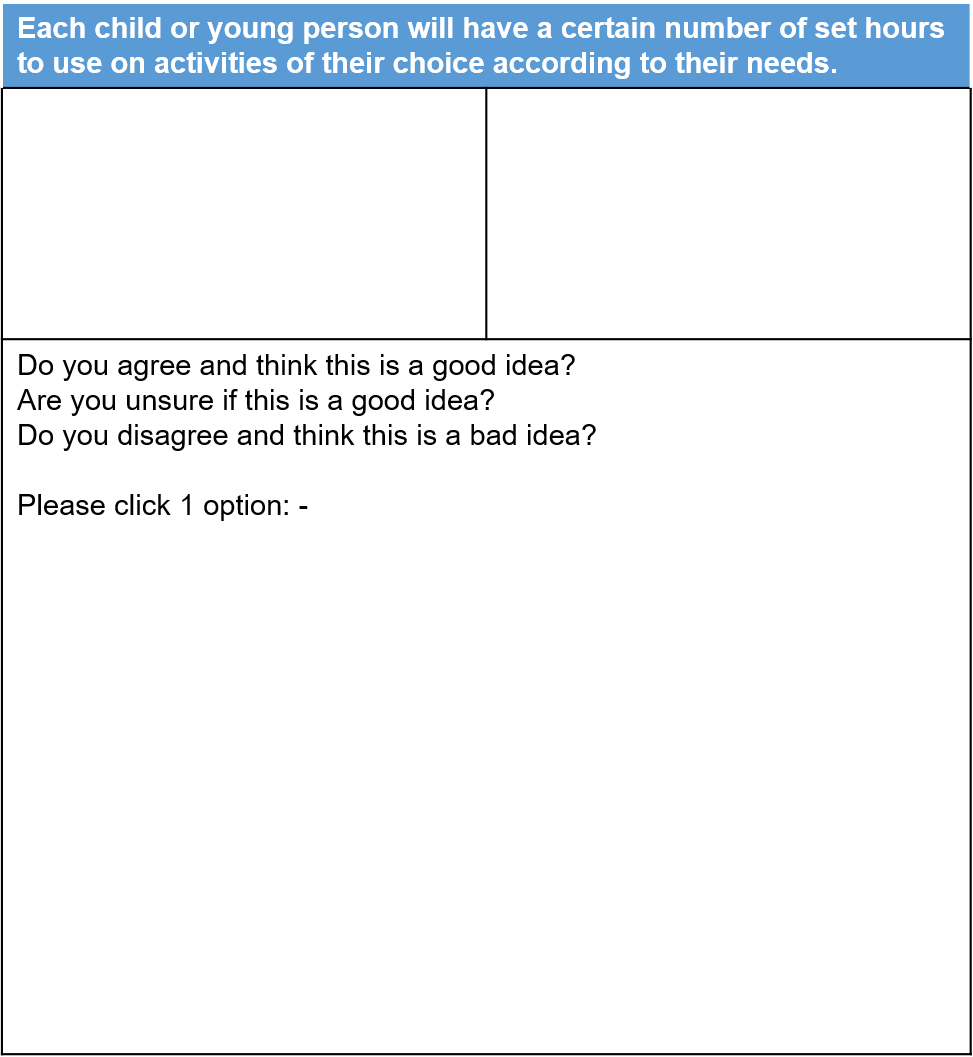 Each child or young person will have a certain number of set hours
to use on activities of their choice according to their needs.
Do you agree and think this is a good idea?
Are you unsure if this is a good idea?
Do you disagree and think this is a bad idea?
Please click 1 option: -